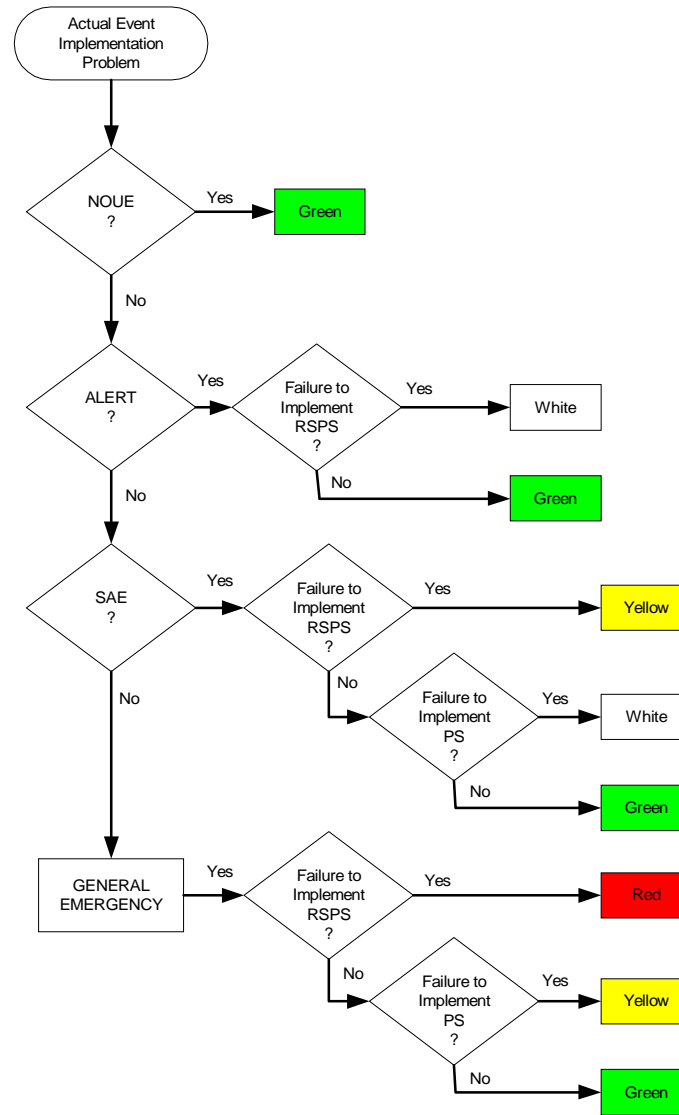 Actual Event
Implementation
Problem
NOUE
?
Yes
Green
No
ALERT
?
Yes
Failure to
Implement
RSPS
?
Yes
White
No
Green
No
SAE
?
Yes
Failure to
Implement
RSPS
?
Yes
Yellow
No
Failure to
Implement
PS
?
Yes
White
No
Green
No
GENERAL
EMERGENCY
Yes
Failure to
Implement
RSPS
?
Yes
Red
No
Failure to
Implement
PS
?
Yes
Yellow
No
Green